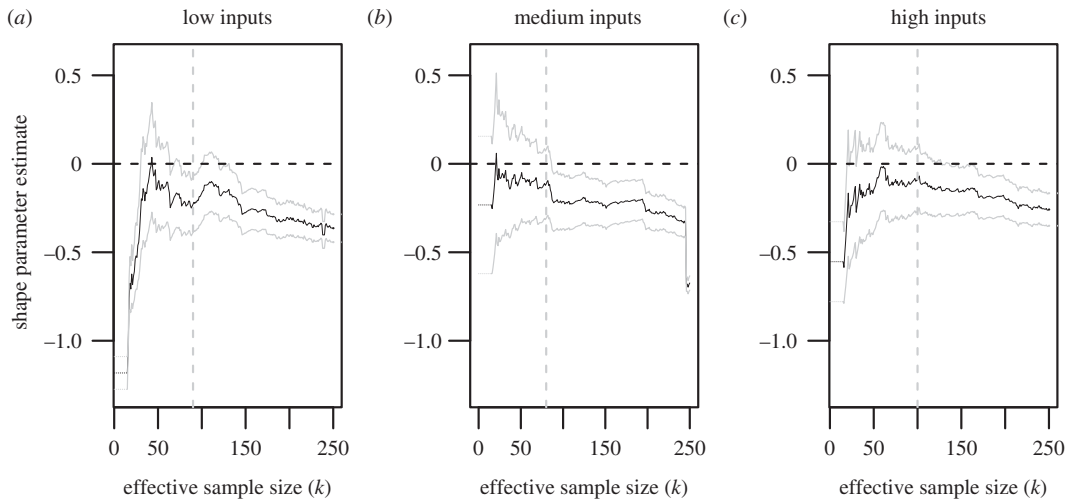 (a) low inputs
(b) medium inputs
(c) high inputs
shape parameter estimate
0.5
0
–0.5
–1.0
0 50 150 250
effective sample size (k)
0.5
0
–0.5
–1.0
0 50 150 250
effective sample size (k)
0.5
0
–0.5
–1.0
0 50 150 250
effective sample size (k)